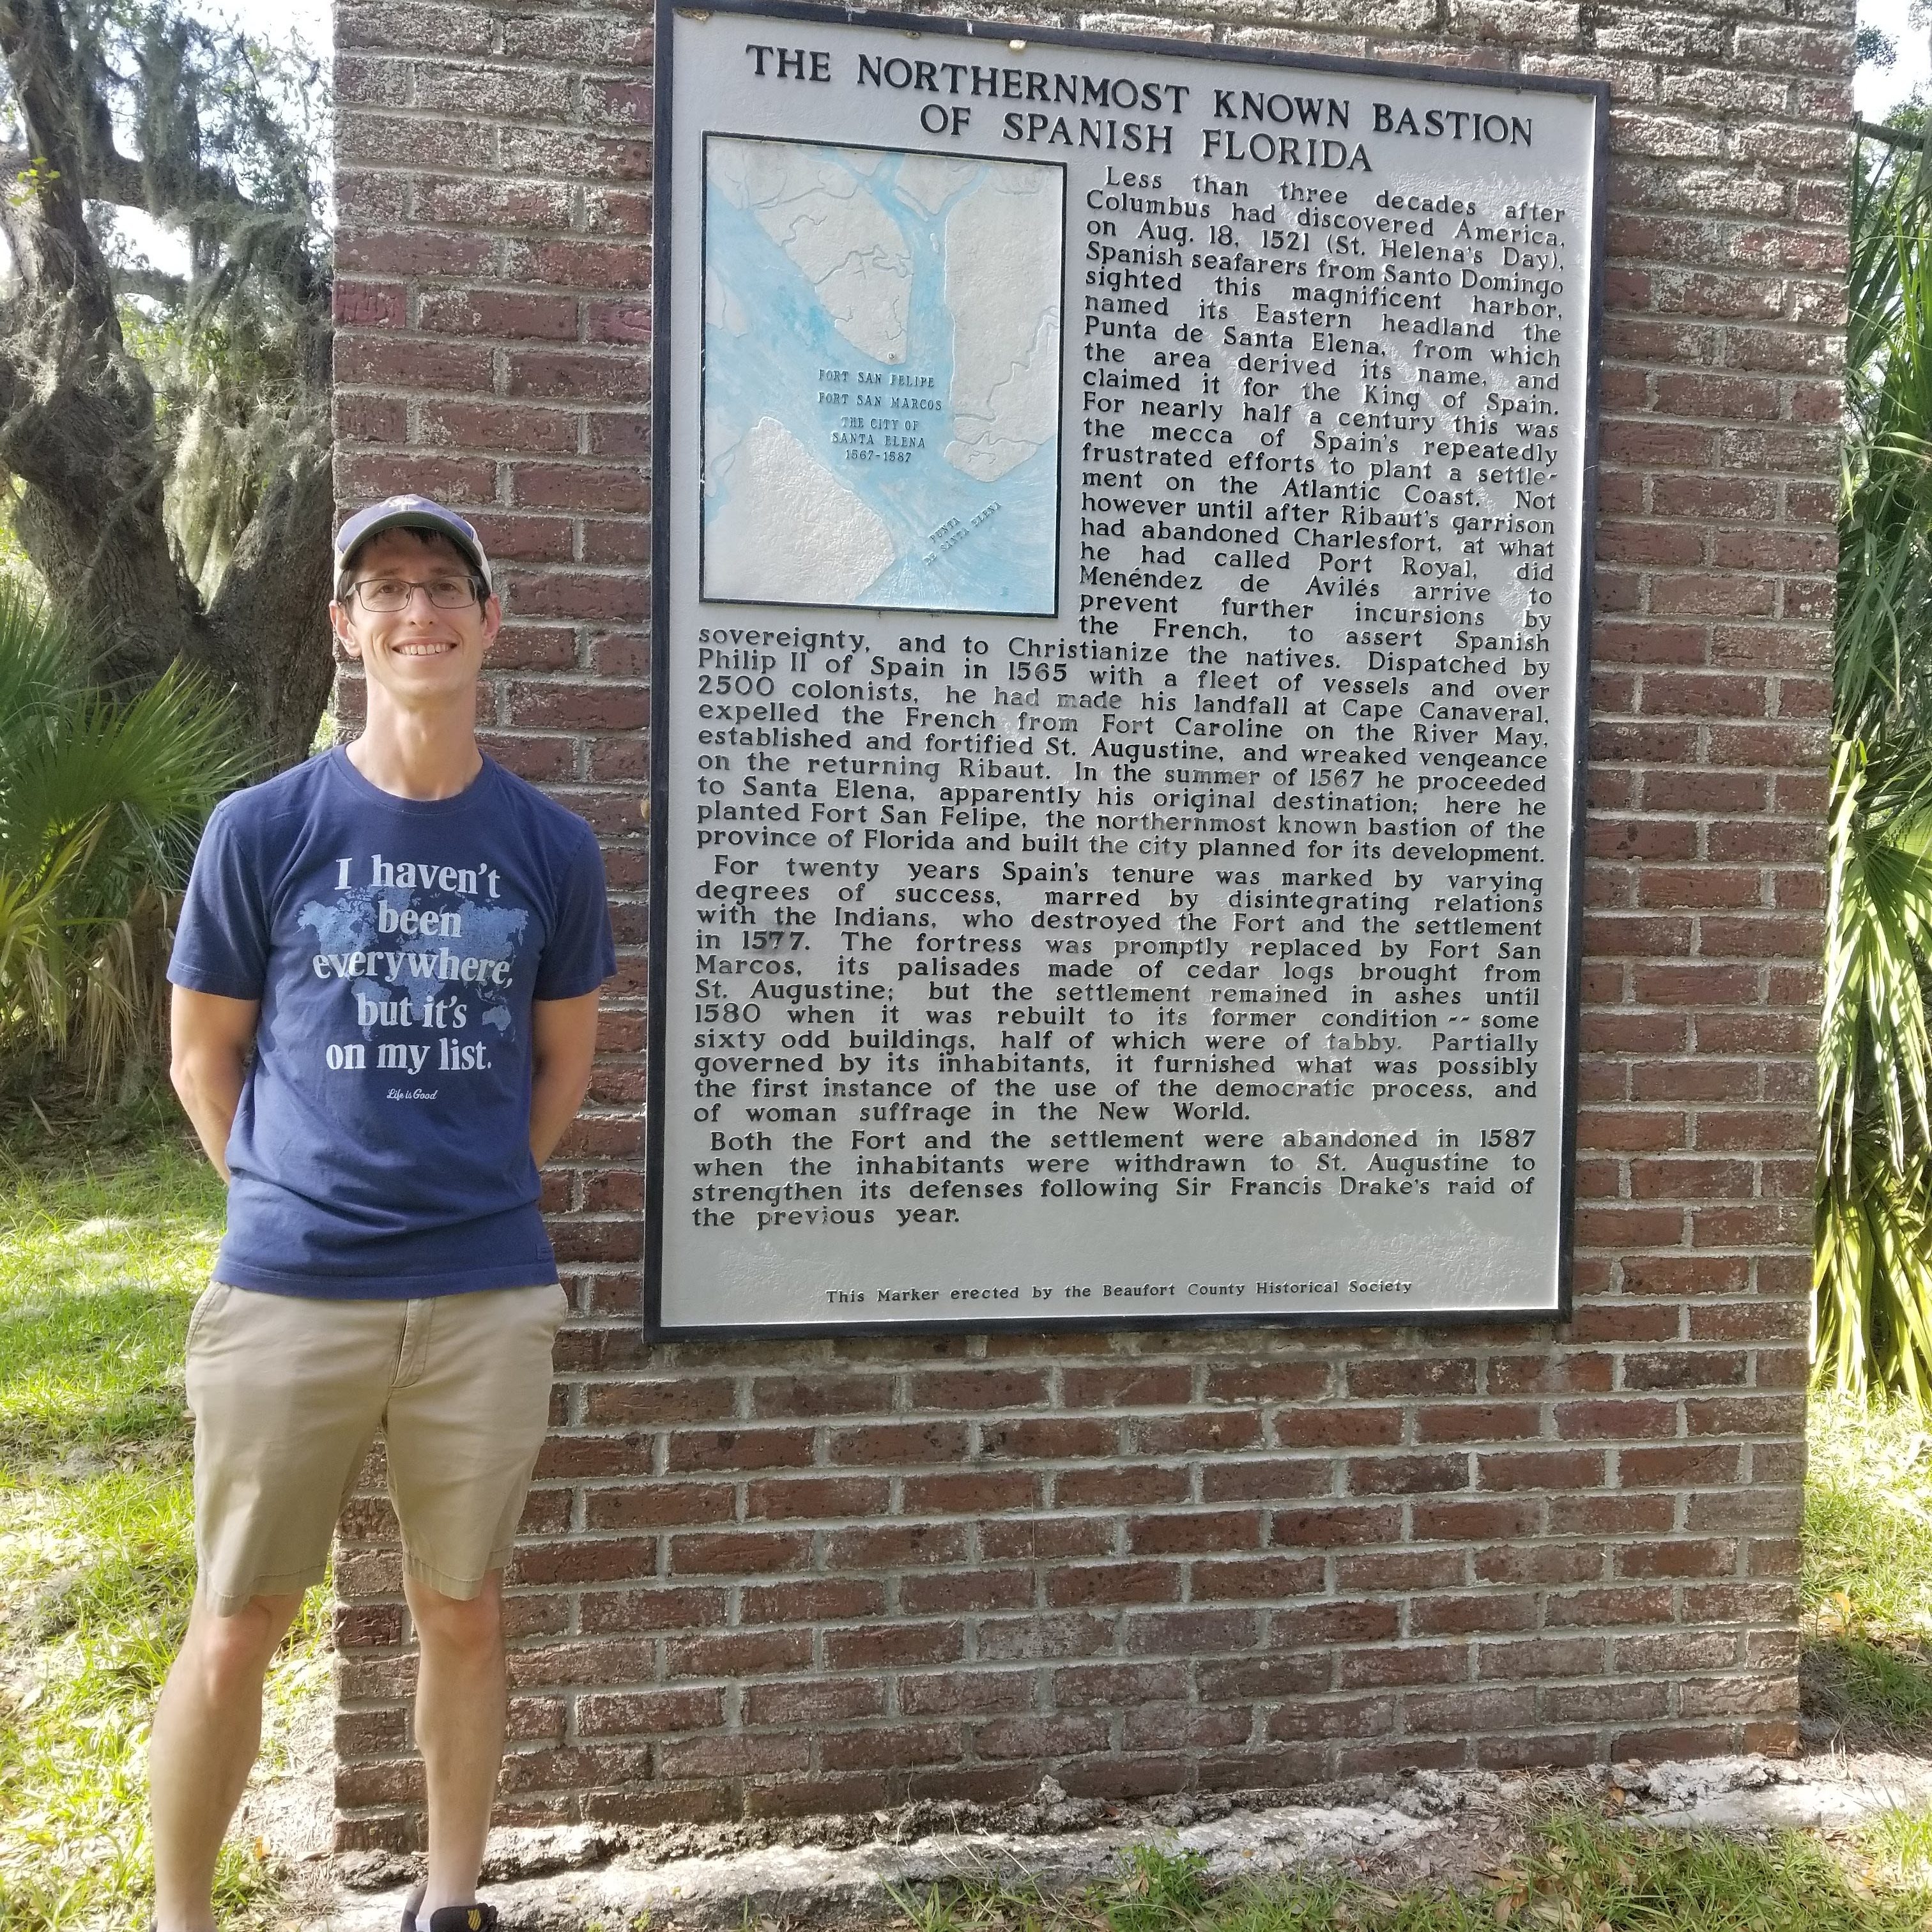 THE NORTHERNMOST KNOWN BASTION
OF SPANISH FLORIDA
FORT SAN FELIPE
FORT SAN MARCOS
THE CITY OF
SANTA ELENA
1567-1587
PUNTA
DE SANTA ELENA
Less than three decades after
Columbus had discovered America,
on Aug. 18, 1521 (St. Helena's Day),
Spanish seafarers from Santo Domingo
sighted this magnificent harbor,
named its Eastern headland the
Punta de Santa Elena, from which
the area derived its name, and
claimed it for the King of Spain.
For nearly half a century this was
the mecca of Spain's repeatedly
frustrated efforts to plant a settle-
ment on the Atlantic Coast. Not
however until after Ribaut's garrison
had abandoned Charlesfort, at what
he had called Port Royal, did
Menéndez de Avilés arrive to
prevent further incursions by
the French, to assert Spanish
sovereignty, and to Christianize the natives. Dispatched by
Philip II of Spain in 1565 with a fleet of vessels and over
2500 colonists, he had made his landfall at Cape Canaveral,
expelled the French from Fort Caroline on the River May,
established and fortified St. Augustine, and wreaked vengeance
on the returning Ribaut. In the summer of 1567 he proceeded
to Santa Elena, apparently his original destination; here he
planted Fort San Felipe, the northernmost known bastion of the
province of Florida and built the city planned for its development.
For twenty years Spain's tenure was marked by varying
degrees of success, marred by disintegrating relations
with the Indians, who destroyed the Fort and the settlement
in 1577. The fortress was promptly replaced by Fort San
Marcos, its palisades made of cedar logs brought from
St. Augustine; but the settlement remained in ashes until
1580 when it was rebuilt to its former condition -- some
sixty odd buildings, half of which were of tabby. Partially
governed by its inhabitants, it furnished what was possibly
the first instance of the use of the democratic process, and
of woman suffrage in the New World.
Both the Fort and the settlement were abandoned in 1587
when the inhabitants were withdrawn to St. Augustine to
strengthen its defenses following Sir Francis Drake's raid of
the previous year.
This Marker erected by the Beaufort County Historical Society
I haven't
been
everywhere,
but it's
on my list.
Life is Good